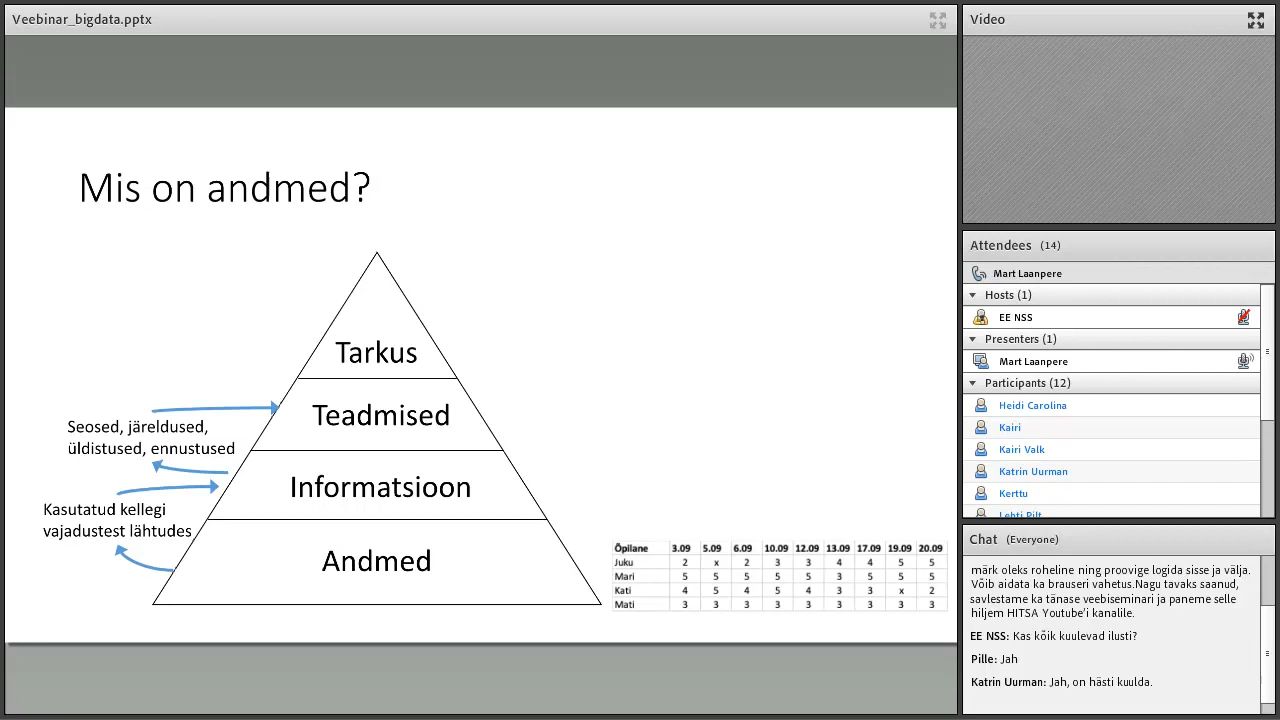 Veebinar_bigdata.pptx
Mis on andmed?
Tarkus
Teadmised
Informatsioon
Andmed
Seosed, järeldused,
üldistused, ennustused
Kasutatud kellegi
vajadustest lähtudes
Õpilane 3.09 5.09 6.09 10.09 12.09 13.09 17.09 19.09 20.09
Juku 2 x 2 3 3 4 4 5 5
Mari 5 5 5 5 5 3 5 5 5
Kati 4 5 4 5 4 3 3 x 2
Mati 3 3 3 3 3 3 3 3 3
Video
Attendees (14)
Mart Laanpere
Hosts (1)
EE NSS
Presenters (1)
Mart Laanpere
Participants (12)
Heidi Carolina
Kairi
Kairi Valk
Katrin Uurman
Kerttu
Lehti Pilt
Chat (Everyone)
märk oleks roheline ning proovige logida sisse ja välja.
Võib aidata ka brauseri vahetus.Nagu tavaks saanud,
savlestame ka tänase veebiseminari ja paneme selle
hiljem HITSA Youtube'i kanalile.
EE NSS: Kas kõik kuulevad ilusti?
Pille: Jah
Katrin Uurman: Jah, on hästi kuulda.